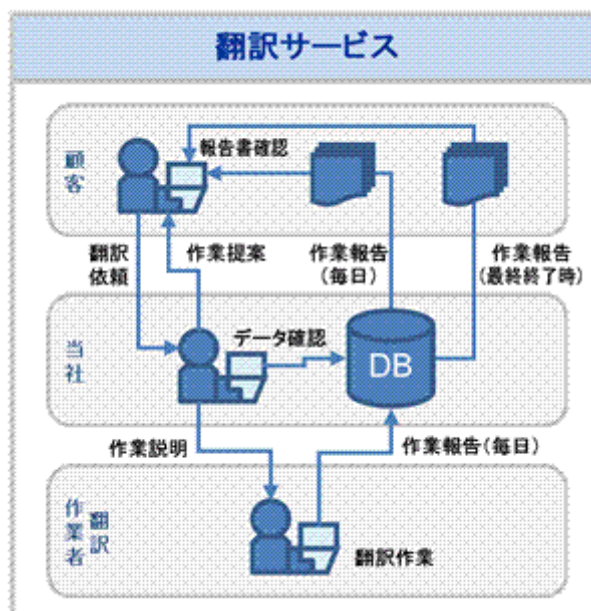 翻訳サービス
顧客
報告書確認
翻訳
依頼
作業提案
作業報告
(毎日)
作業報告
(最終終了時)
当社
データ確認
DB
作業説明
作業報告(毎日)
翻訳
作業者
翻訳作業